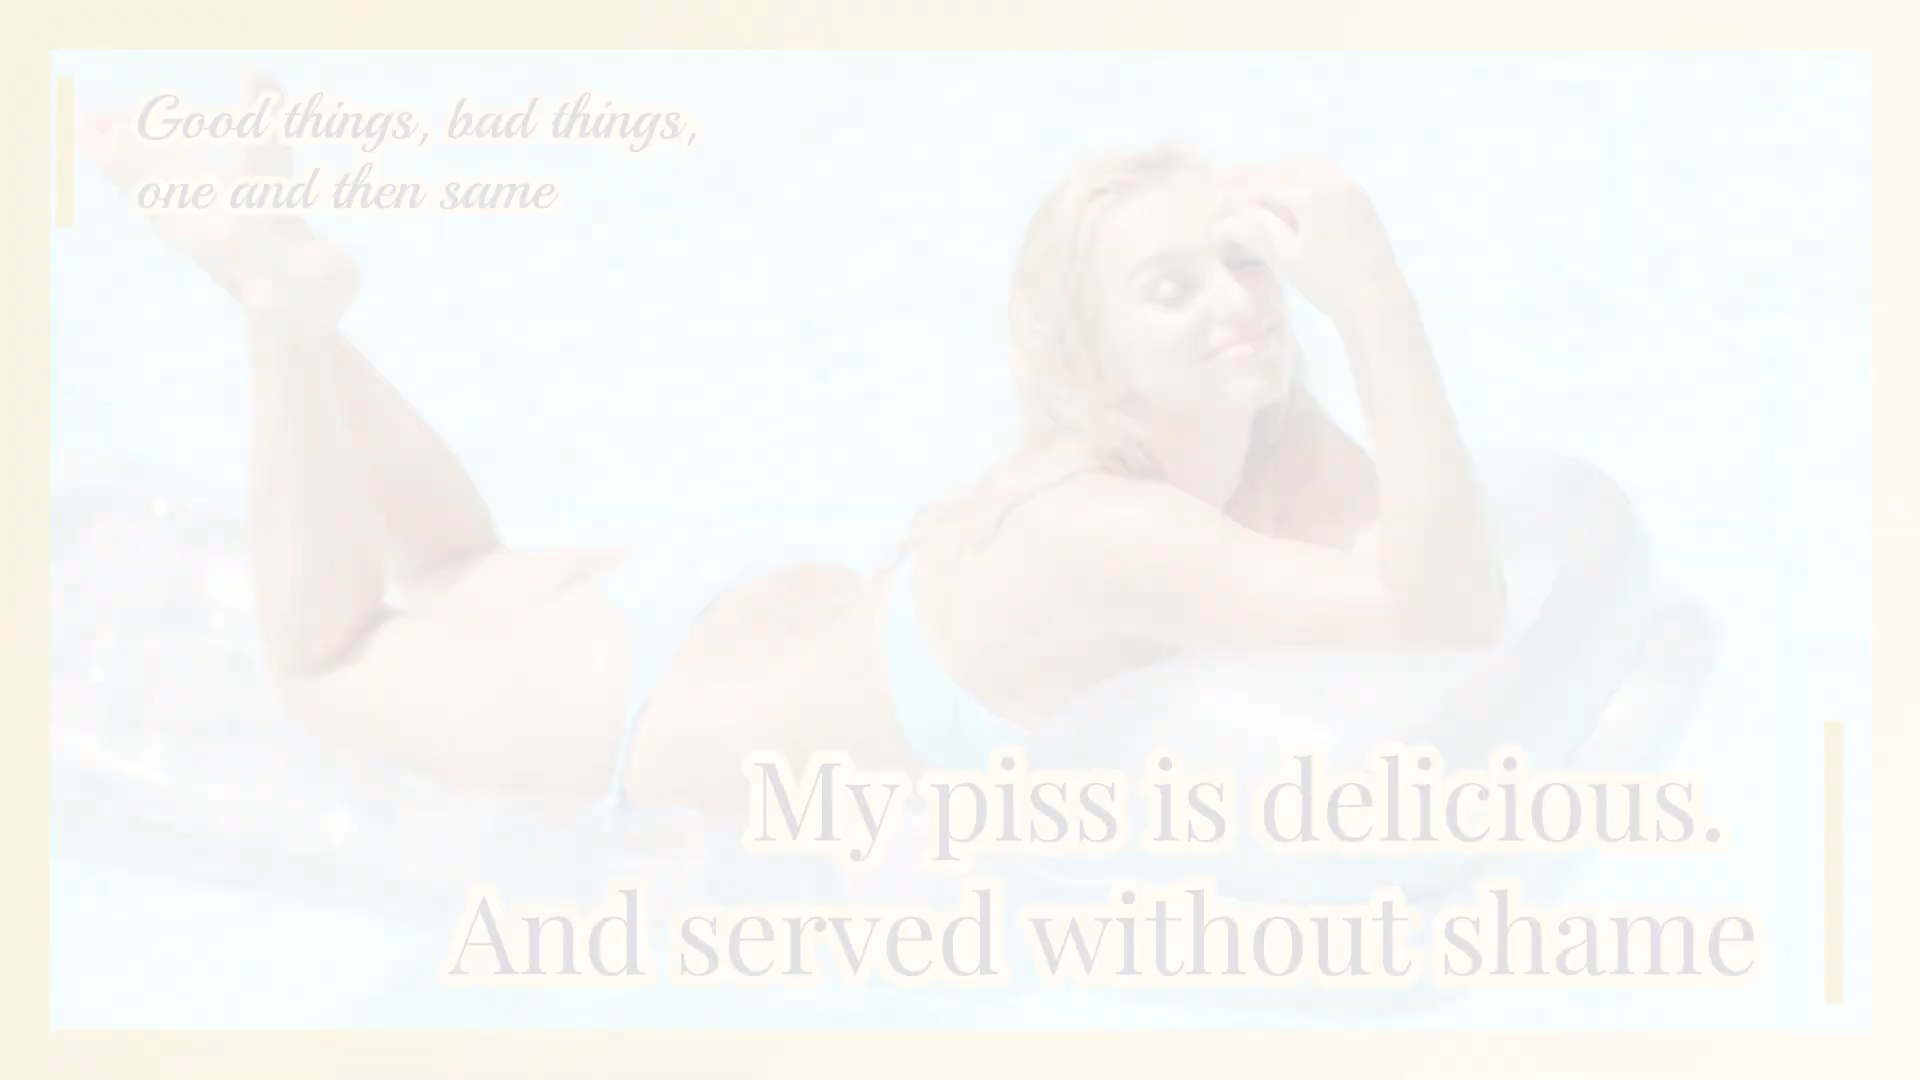 Good things, bad things,
one and then same
My piss is delicious.
And served without shame